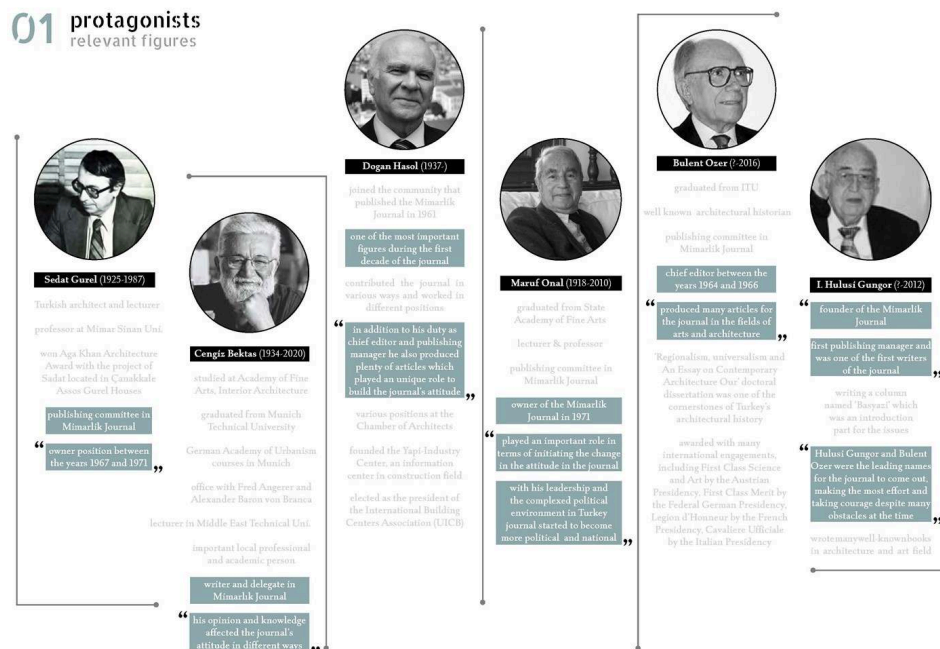 01 protagonists
relevant figures
Sedat Gurel (1925-1987)
Turkish architect and lecturer
professor at Mimar Sinan Uni.
won Aga Khan Architecture
Award with the project of
Sadat located in Çanakkale
Assos Gurel Houses
publishing committee in
Mimarlik Journal
“ owner position between
the years 1967 and 1971 ”
Cengiz Bektas (1934-2020)
studied at Academy of Fine
Arts, Interior Architecture
graduated from Munich
Technical University
German Academy of Urbanism
courses in Munich
office with Fred Angerer and
Alexander Baron von Branca
lecturer in Middle East Technical Uni.
important local professional
and academic person
writer and delegate in
Mimarlik Journal
“ his opinion and knowledge
affected the journal's
attitude in different ways ”
Dogan Hasol (1937-)
joined the community that
published the Mimarlik
Journal in 1961
one of the most important
figures during the first
decade of the journal
contributed the journal in
various ways and worked in
different positions
“ in addition to his duty as
chief editor and publishing
manager he also produced
plenty of articles which
played an unique role to
build the journal's attitude ”
various positions at the
Chamber of Architects
founded the Yapi-Industry
Center, an information
center in construction field
elected as the president of
the International Building
Centers Association (UICB)
Maruf Onal (1918-2010)
graduated from State
Academy of Fine Arts
lecturer & professor
publishing committee in
Mimarlik Journal
owner of the Mimarlik
Journal in 1971
“ played an important role in
terms of initiating the change
in the attitude in the journal
with his leadership and
the complexed political
environment in Turkey
journal started to become
more political and national ”
Bulent Ozer (?-2016)
graduated from ITU
well known architectural historian
publishing committee in
Mimarlik Journal
chief editor between the
years 1964 and 1966
“ produced many articles for
the journal in the fields of
arts and architecture ”
'Regionalism, universalism and
'An Essay on Contemporary
Architecture Our' doctoral
dissertation was one of the
cornerstones of Turkey's
architectural history
awarded with many
international engagements,
including First Class Science
and Art by the Austrian
Presidency, First Class Merit by
the Federal German Presidency,
Legion d'Honneur by the French
Presidency, Cavaliere Ufficiale
by the Italian Presidency
I. Hulusi Gungor (?-2012)
“ founder of the Mimarlik
Journal
first publishing manager and
was one of the first writers
of the journal ”
writing a column
named 'Basyazi' which
was an introduction
part for the issues
“ Hulusi Gungor and Bulent
Ozer were the leading names
for the journal to come out,
making the most effort and
taking courage despite many
obstacles at the time ”
wrotemanywell-knownbooks
in architecture and art field